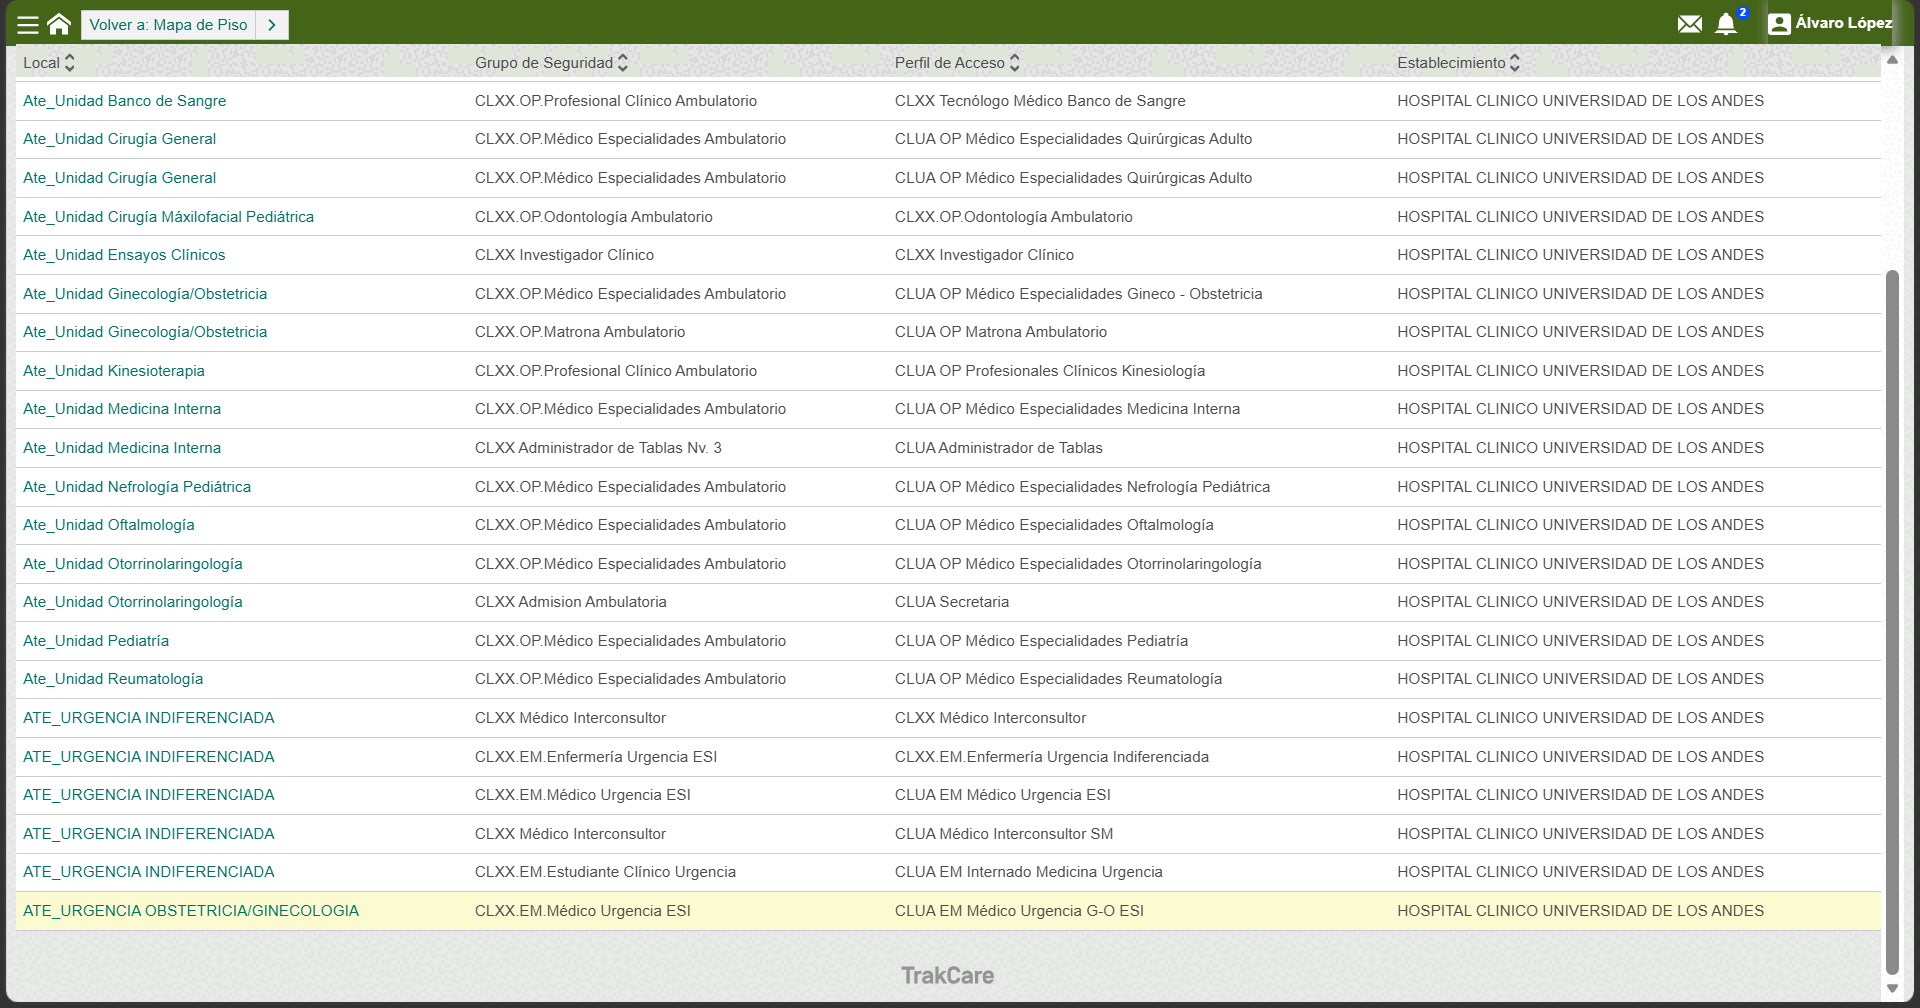 Volver a: Mapa de Piso
2
Álvaro López
Local Grupo de Seguridad Perfil de Acceso Establecimiento
Ate_Unidad Banco de Sangre CLXX.OP.Profesional Clínico Ambulatorio CLXX Tecnólogo Médico Banco de Sangre HOSPITAL CLINICO UNIVERSIDAD DE LOS ANDES
Ate_Unidad Cirugía General CLXX.OP.Médico Especialidades Ambulatorio CLUA OP Médico Especialidades Quirúrgicas Adulto HOSPITAL CLINICO UNIVERSIDAD DE LOS ANDES
Ate_Unidad Cirugía General CLXX.OP.Médico Especialidades Ambulatorio CLUA OP Médico Especialidades Quirúrgicas Adulto HOSPITAL CLINICO UNIVERSIDAD DE LOS ANDES
Ate_Unidad Cirugía Máxilofacial Pediátrica CLXX.OP.Odontología Ambulatorio CLXX.OP.Odontología Ambulatorio HOSPITAL CLINICO UNIVERSIDAD DE LOS ANDES
Ate_Unidad Ensayos Clínicos CLXX Investigador Clínico CLXX Investigador Clínico HOSPITAL CLINICO UNIVERSIDAD DE LOS ANDES
Ate_Unidad Ginecología/Obstetricia CLXX.OP.Médico Especialidades Ambulatorio CLUA OP Médico Especialidades Gineco - Obstetricia HOSPITAL CLINICO UNIVERSIDAD DE LOS ANDES
Ate_Unidad Ginecología/Obstetricia CLXX.OP.Matrona Ambulatorio CLUA OP Matrona Ambulatorio HOSPITAL CLINICO UNIVERSIDAD DE LOS ANDES
Ate_Unidad Kinesioterapia CLXX.OP.Profesional Clínico Ambulatorio CLUA OP Profesionales Clínicos Kinesiología HOSPITAL CLINICO UNIVERSIDAD DE LOS ANDES
Ate_Unidad Medicina Interna CLXX.OP.Médico Especialidades Ambulatorio CLUA OP Médico Especialidades Medicina Interna HOSPITAL CLINICO UNIVERSIDAD DE LOS ANDES
Ate_Unidad Medicina Interna CLXX Administrador de Tablas Nv. 3 CLUA Administrador de Tablas HOSPITAL CLINICO UNIVERSIDAD DE LOS ANDES
Ate_Unidad Nefrología Pediátrica CLXX.OP.Médico Especialidades Ambulatorio CLUA OP Médico Especialidades Nefrología Pediátrica HOSPITAL CLINICO UNIVERSIDAD DE LOS ANDES
Ate_Unidad Oftalmología CLXX.OP.Médico Especialidades Ambulatorio CLUA OP Médico Especialidades Oftalmología HOSPITAL CLINICO UNIVERSIDAD DE LOS ANDES
Ate_Unidad Otorrinolaringología CLXX.OP.Médico Especialidades Ambulatorio CLUA OP Médico Especialidades Otorrinolaringología HOSPITAL CLINICO UNIVERSIDAD DE LOS ANDES
Ate_Unidad Otorrinolaringología CLXX Admision Ambulatoria CLUA Secretaria HOSPITAL CLINICO UNIVERSIDAD DE LOS ANDES
Ate_Unidad Pediatría CLXX.OP.Médico Especialidades Ambulatorio CLUA OP Médico Especialidades Pediatría HOSPITAL CLINICO UNIVERSIDAD DE LOS ANDES
Ate_Unidad Reumatología CLXX.OP.Médico Especialidades Ambulatorio CLUA OP Médico Especialidades Reumatología HOSPITAL CLINICO UNIVERSIDAD DE LOS ANDES
ATE_URGENCIA INDIFERENCIADA CLXX Médico Interconsultor CLXX Médico Interconsultor HOSPITAL CLINICO UNIVERSIDAD DE LOS ANDES
ATE_URGENCIA INDIFERENCIADA CLXX.EM.Enfermería Urgencia ESI CLXX.EM.Enfermería Urgencia Indiferenciada HOSPITAL CLINICO UNIVERSIDAD DE LOS ANDES
ATE_URGENCIA INDIFERENCIADA CLXX.EM.Médico Urgencia ESI CLUA EM Médico Urgencia ESI HOSPITAL CLINICO UNIVERSIDAD DE LOS ANDES
ATE_URGENCIA INDIFERENCIADA CLXX Médico Interconsultor CLUA Médico Interconsultor SM HOSPITAL CLINICO UNIVERSIDAD DE LOS ANDES
ATE_URGENCIA INDIFERENCIADA CLXX.EM.Estudiante Clínico Urgencia CLUA EM Internado Medicina Urgencia HOSPITAL CLINICO UNIVERSIDAD DE LOS ANDES
ATE_URGENCIA OBSTETRICIA/GINECOLOGIA CLXX.EM.Médico Urgencia ESI CLUA EM Médico Urgencia G-O ESI HOSPITAL CLINICO UNIVERSIDAD DE LOS ANDES
TrakCare